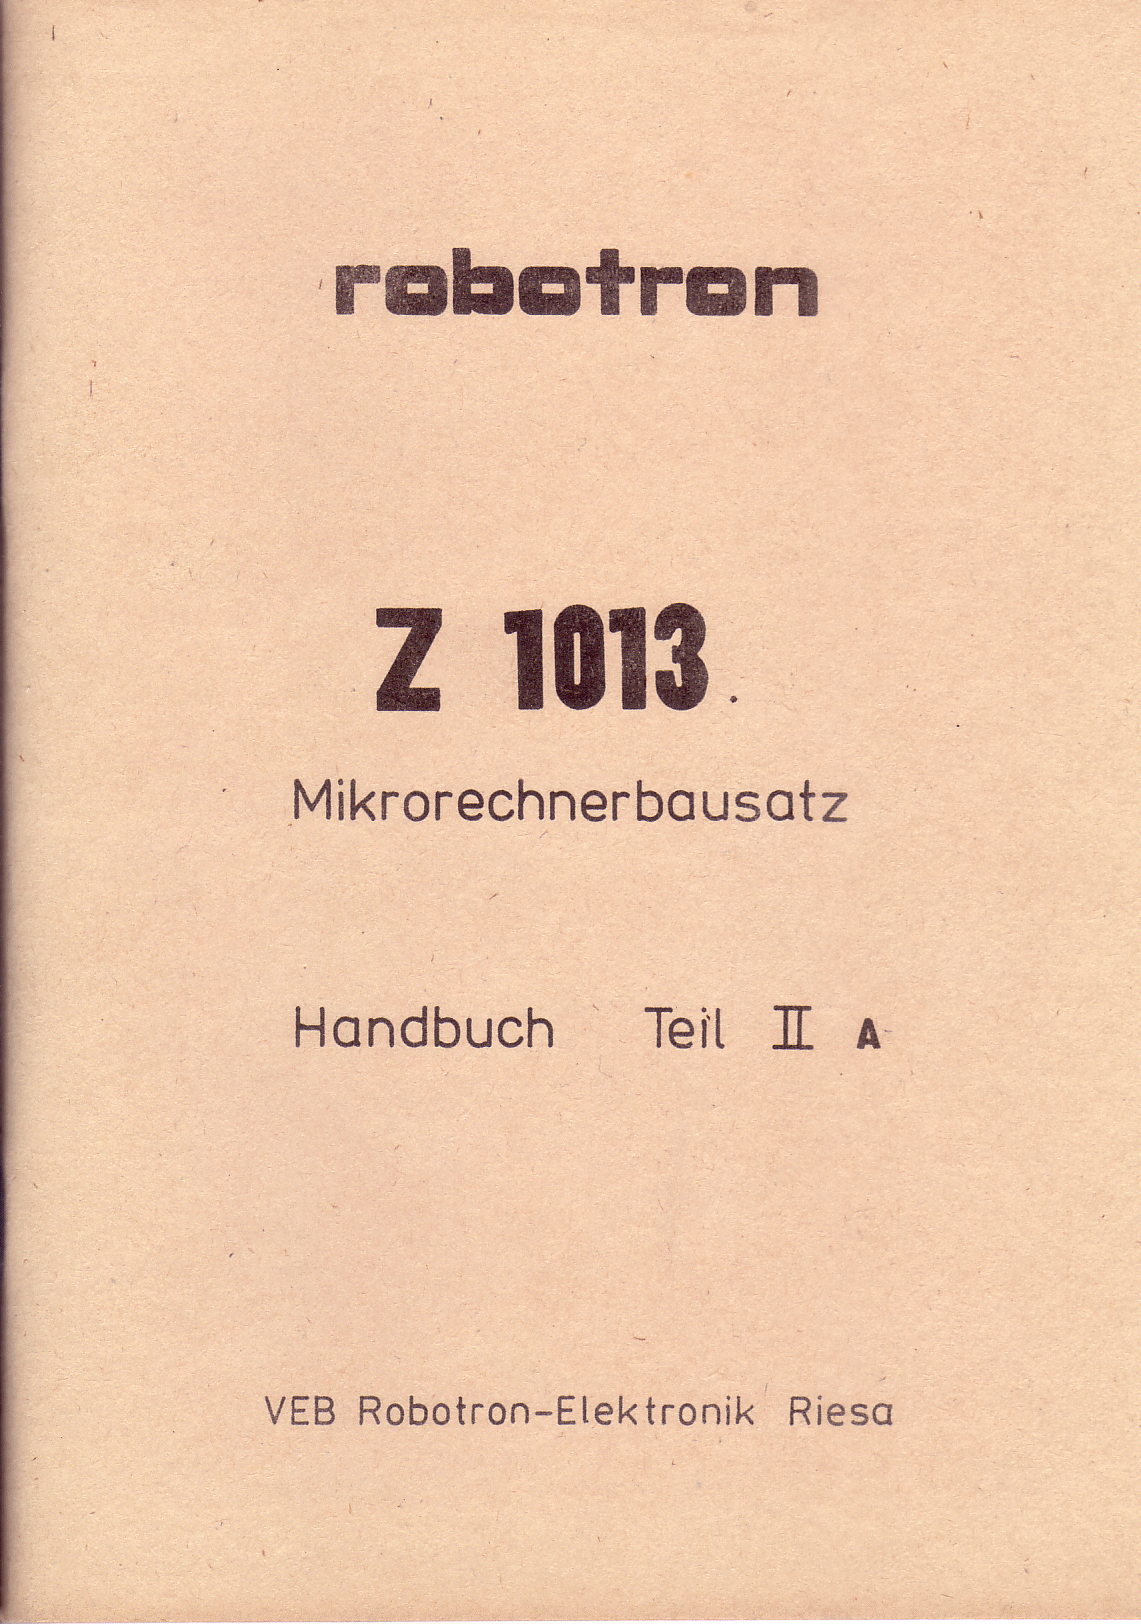 robotron
Z 1013
Mikrorechnerbausatz
Handbuch Teil II A
VEB Robotron-Elektronik Riesa